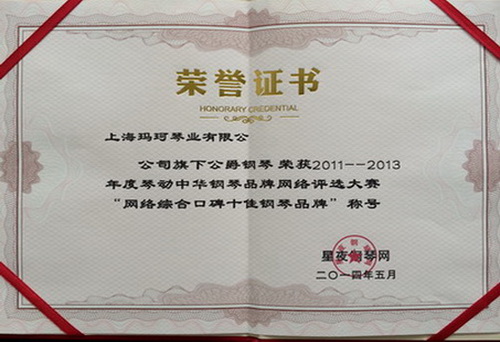 荣誉证书
HONORARY CREDENTIAL
上海玛珂琴业有限公
公司旗下公爵钢琴 荣获2011--2013
年度琴动中华钢琴品牌网络评选大赛
“网络综合口碑十佳钢琴品牌”称号
星夜钢琴网
二〇一四年五月